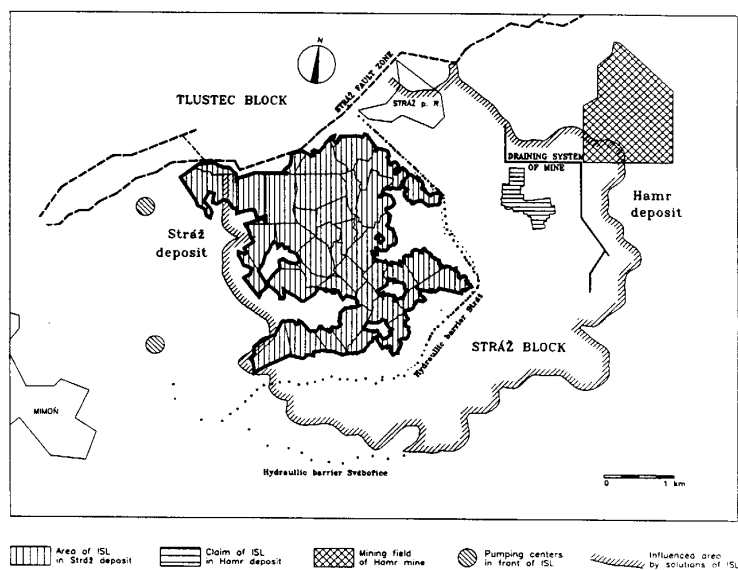 N
TLUSTEC BLOCK
STRÁŽ FAULT ZONE
STRÁŽ p. R.
DRAINING SYSTEM
OF MINE
Hamr
deposit
Stráž
deposit
Hydraullic barrier Stráž
STRÁŽ BLOCK
MIMOŇ
Hydraullic barrier Svébořice
0 1 km
Area of ISL
in Stráž deposit
Claim of ISL
in Hamr deposit
Mining field
of Hamr mine
Pumping centers
in front of ISL
Influenced area
by solutions of ISL